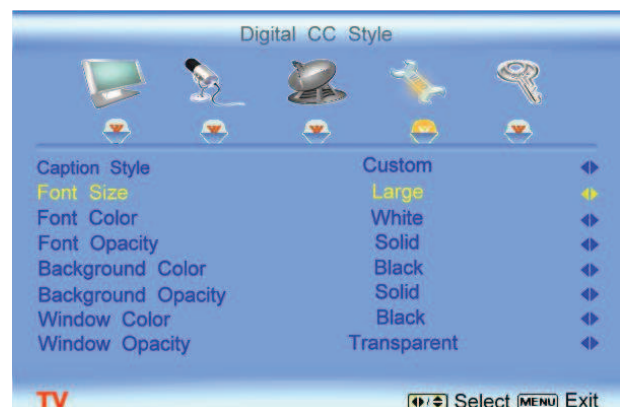 Digital CC Style
Caption Style Custom
Font Size Large
Font Color White
Font Opacity Solid
Background Color Black
Background Opacity Solid
Window Color Black
Window Opacity Transparent
TV Select MENU Exit